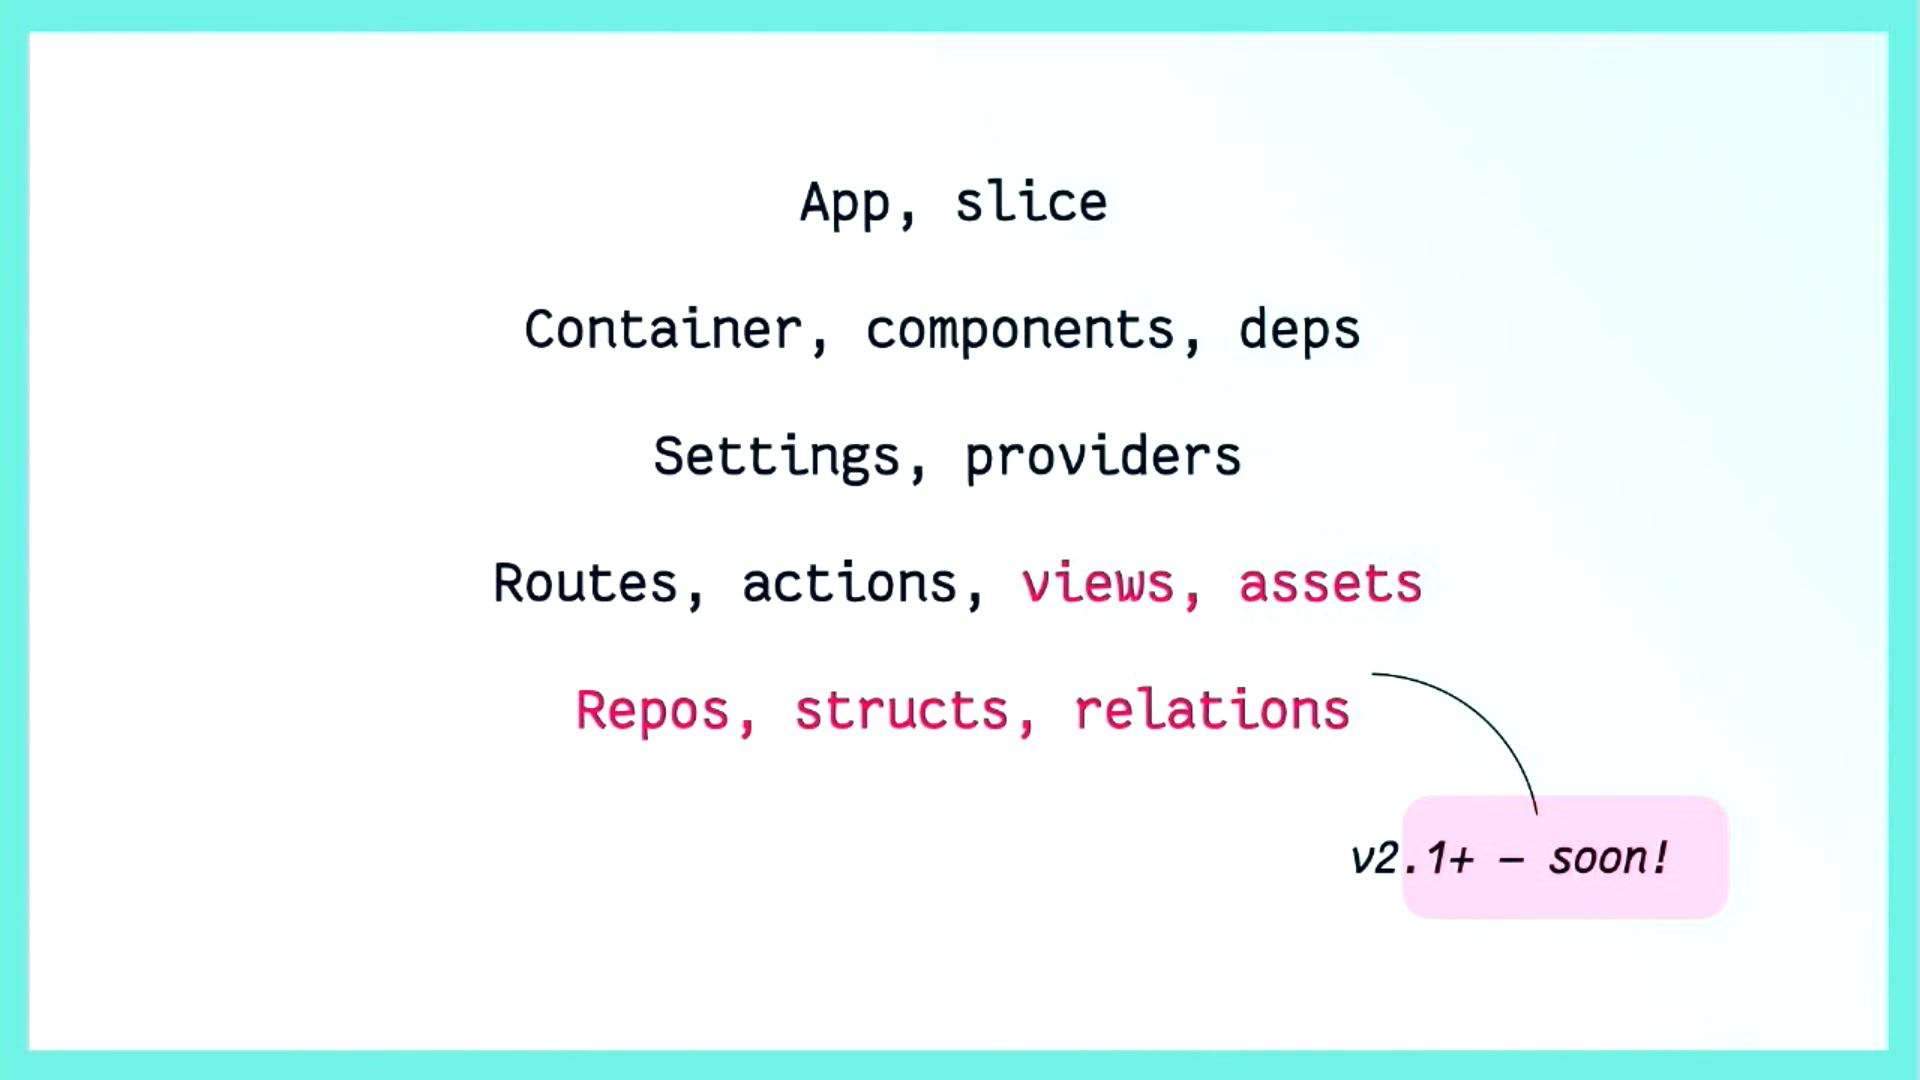 App, slice
Container, components, deps
Settings, providers
Routes, actions, views, assets
Repos, structs, relations
v2.1+ – soon!